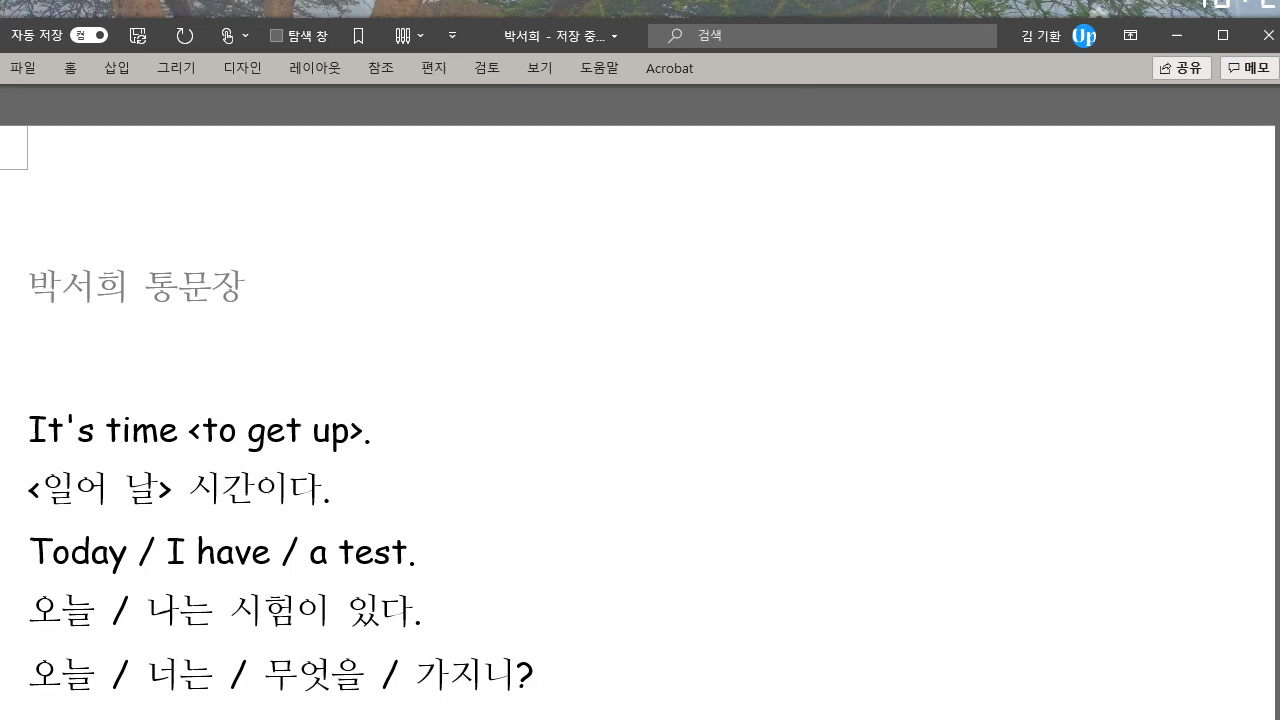 자동 저장 컴 탐색 창 박서희 - 저장 중... 검색 김 기환 Up
파일 홈 삽입 그리기 디자인 레이아웃 참조 편지 검토 보기 도움말 Acrobat 공유 메모
박서희 통문장
It's time <to get up>.
<일어 날> 시간이다.
Today / I have / a test.
오늘 / 나는 시험이 있다.
오늘 / 너는 / 무엇을 / 가지니?